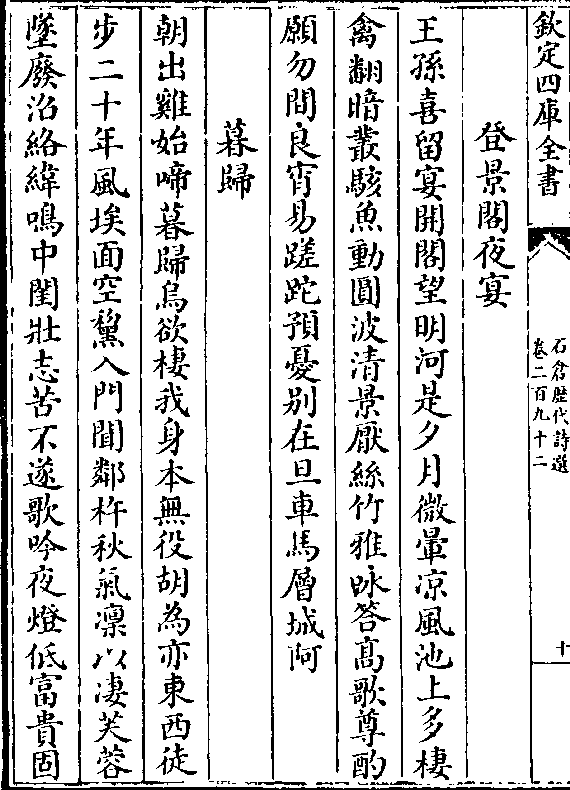 欽定四庫全書
石倉歴代詩選
卷二百九十二
十
登景閣夜宴
王孫喜留宴開閣望明河是夕月微暈凉風池上多棲
禽翻暗叢駭魚動圓波清景厭絲竹雅咏答髙歌尊酌
願勿間良宵易蹉跎預憂别在旦車馬層城阿
暮歸
朝出雞始啼暮歸烏欲棲我身本無役胡為亦東西徒
步二十年風埃面空黧入門聞鄰杵秋氣凛以凄芙蓉
墜廢沼絡緯鳴中閨壯志苦不遂歌吟夜燈低富貴固